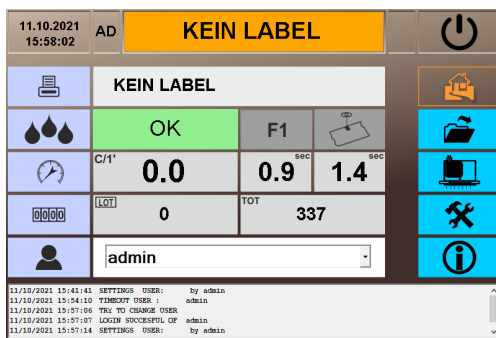 11.10.2021
15:58:02
AD
KEIN LABEL
KEIN LABEL
OK
F1
C/1'
0.0
0.9 sec
1.4 sec
0000
LOT
0
TOT
337
admin
11/10/2021 15:41:41 SETTINGS USER: by admin
11/10/2021 15:54:10 TIMEOUT USER : admin
11/10/2021 15:57:06 TRY TO CHANGE USER
11/10/2021 15:57:07 LOGIN SUCCESFUL OF admin
11/10/2021 15:57:14 SETTINGS USER: by admin